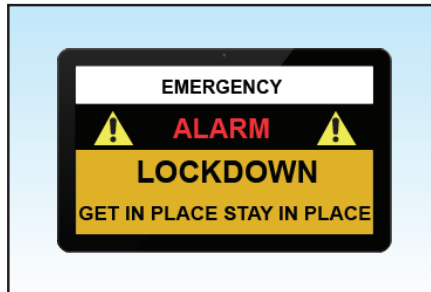 EMERGENCY
ALARM
LOCKDOWN
GET IN PLACE STAY IN PLACE